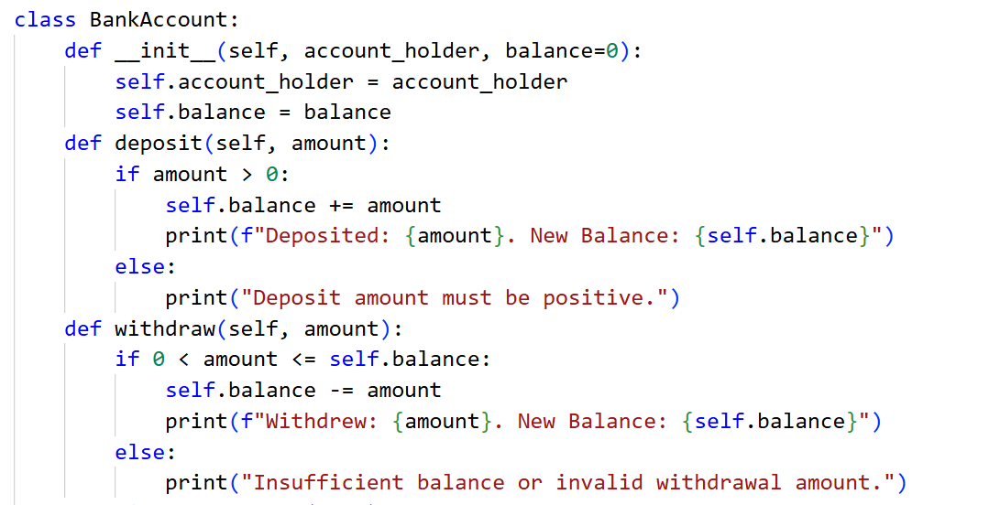 class BankAccount:
    def __init__(self, account_holder, balance=0):
        self.account_holder = account_holder
        self.balance = balance
    def deposit(self, amount):
        if amount > 0:
            self.balance += amount
            print(f"Deposited: {amount}. New Balance: {self.balance}")
        else:
            print("Deposit amount must be positive.")
    def withdraw(self, amount):
        if 0 < amount <= self.balance:
            self.balance -= amount
            print(f"Withdrew: {amount}. New Balance: {self.balance}")
        else:
            print("Insufficient balance or invalid withdrawal amount.")